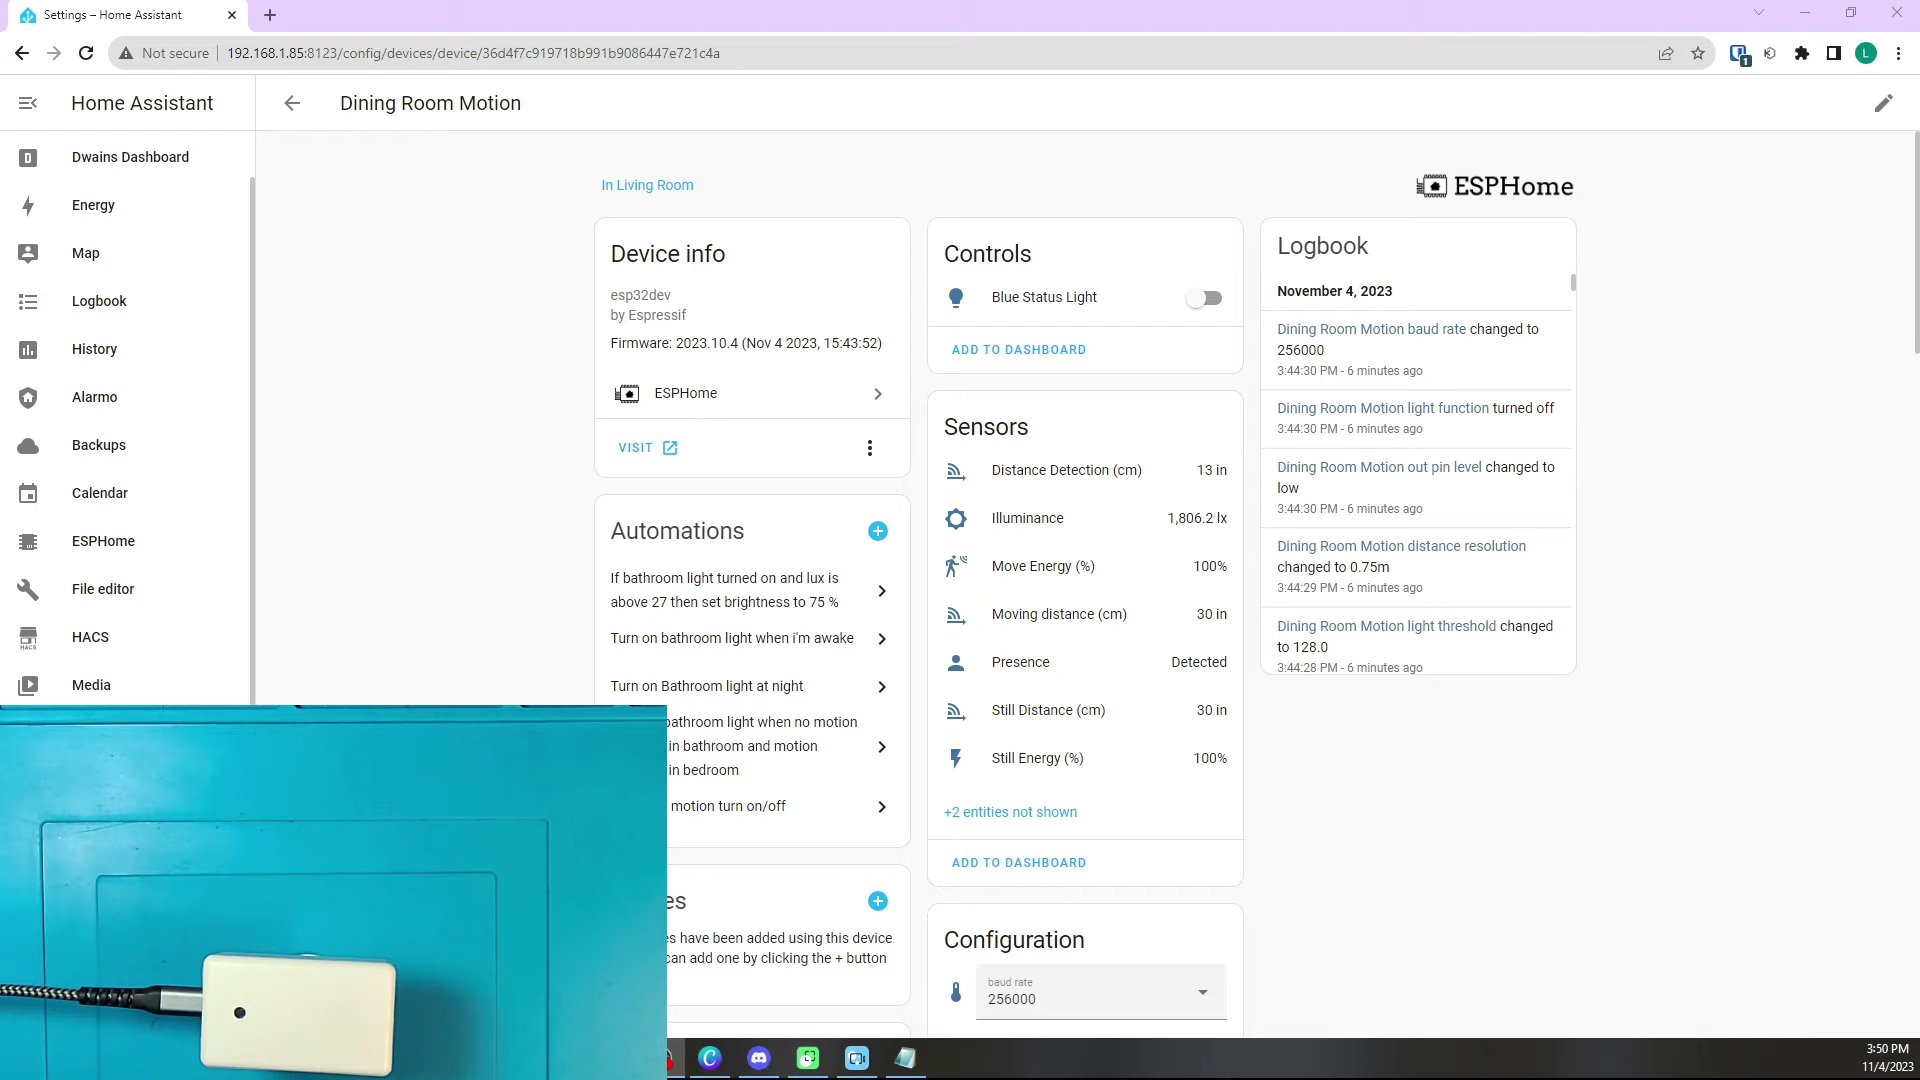 Settings – Home Assistant
Not secure
192.168.1.85:8123/config/devices/device/36d4f7c919718b991b9086447e721c4a
1
L
Home Assistant
Dining Room Motion
D
Dwains Dashboard
Energy
Map
Logbook
History
Alarmo
Backups
Calendar
ESPHome
File editor
HACS
HACS
Media
In Living Room
ESPHome
Device info
esp32dev
by Espressif
Firmware: 2023.10.4 (Nov 4 2023, 15:43:52)
ESPHome
VISIT
Automations
If bathroom light turned on and lux is
above 27 then set brightness to 75 %
Turn on bathroom light when i'm awake
Turn on Bathroom light at night
bathroom light when no motion
in bathroom and motion
in bedroom
motion turn on/off
es
s have been added using this device
can add one by clicking the + button
Controls
Blue Status Light
ADD TO DASHBOARD
Sensors
Distance Detection (cm) 13 in
Illuminance 1,806.2 lx
Move Energy (%) 100%
Moving distance (cm) 30 in
Presence Detected
Still Distance (cm) 30 in
Still Energy (%) 100%
+2 entities not shown
ADD TO DASHBOARD
Configuration
baud rate
256000
Logbook
November 4, 2023
Dining Room Motion baud rate changed to
256000
3:44:30 PM - 6 minutes ago
Dining Room Motion light function turned off
3:44:30 PM - 6 minutes ago
Dining Room Motion out pin level changed to
low
3:44:30 PM - 6 minutes ago
Dining Room Motion distance resolution
changed to 0.75m
3:44:29 PM - 6 minutes ago
Dining Room Motion light threshold changed
to 128.0
3:44:28 PM - 6 minutes ago
3:50 PM
11/4/2023